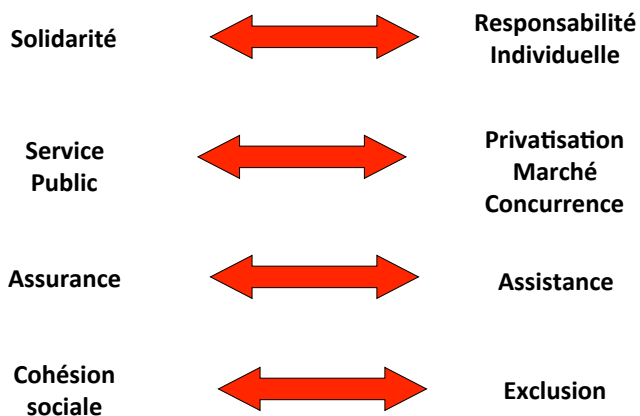 Solidarité
Responsabilité
Individuelle
Service
Public
Privatisation
Marché
Concurrence
Assurance
Assistance
Cohésion
sociale
Exclusion